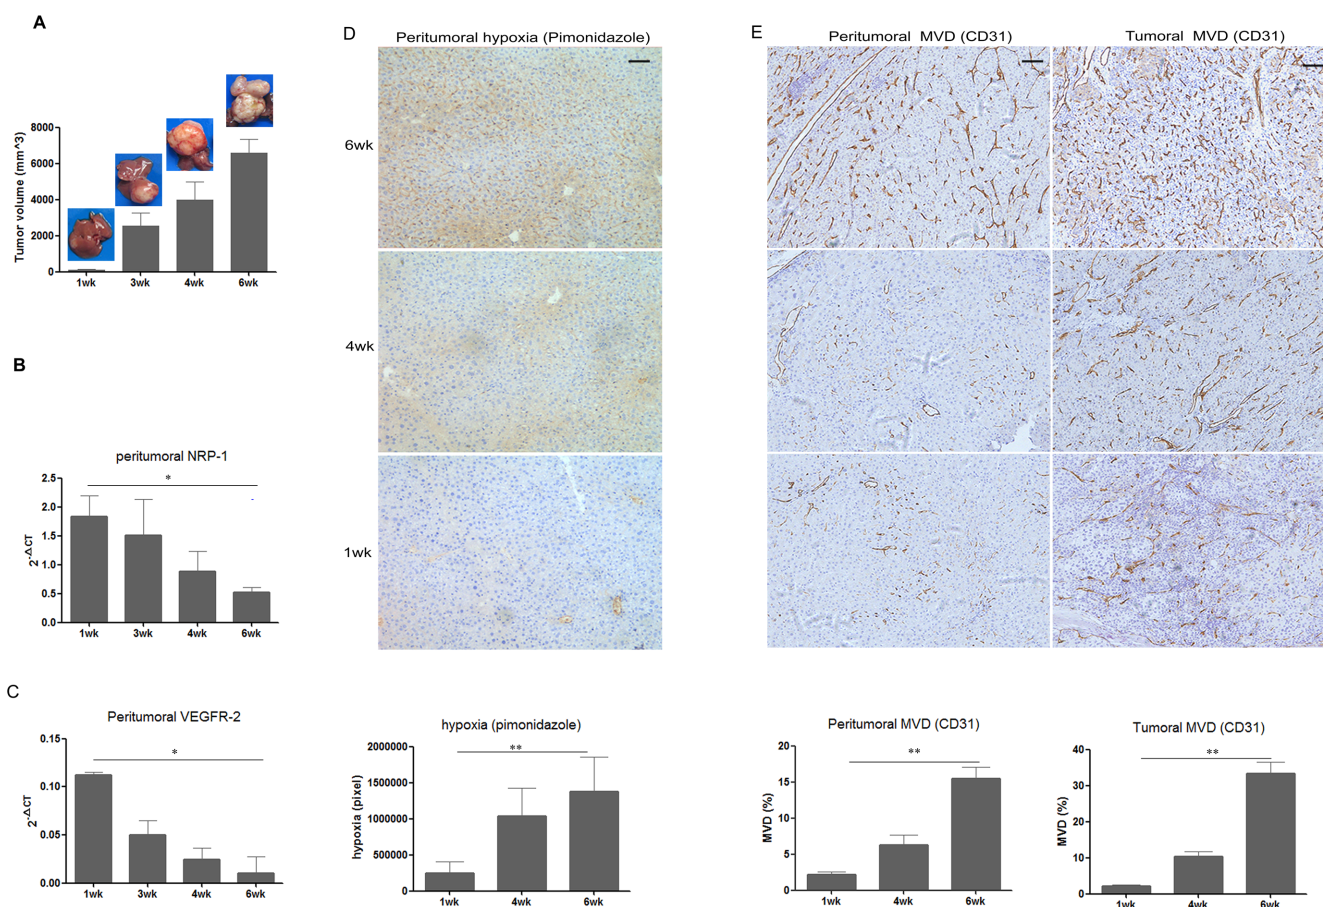 A
Tumor volume (mm^3)
8000
6000
4000
2000
0
1wk 3wk 4wk 6wk
B
peritumoral NRP-1
*
-
2^-△CT
2.5
2.0
1.5
1.0
0.5
0.0
1wk 3wk 4wk 6wk
C
Peritumoral VEGFR-2
*
2^-△CT
0.15
0.10
0.05
0.00
1wk 3wk 4wk 6wk
D
Peritumoral hypoxia (Pimonidazole)
6wk
4wk
1wk
hypoxia (pimonidazole)
**
hypoxia (pixel)
2000000
1500000
1000000
500000
0
1wk 4wk 6wk
E
Peritumoral MVD (CD31) Tumoral MVD (CD31)
Peritumoral MVD (CD31)
**
MVD (%)
20
15
10
5
0
1wk 4wk 6wk
Tumoral MVD (CD31)
**
MVD (%)
40
30
20
10
0
1wk 4wk 6wk